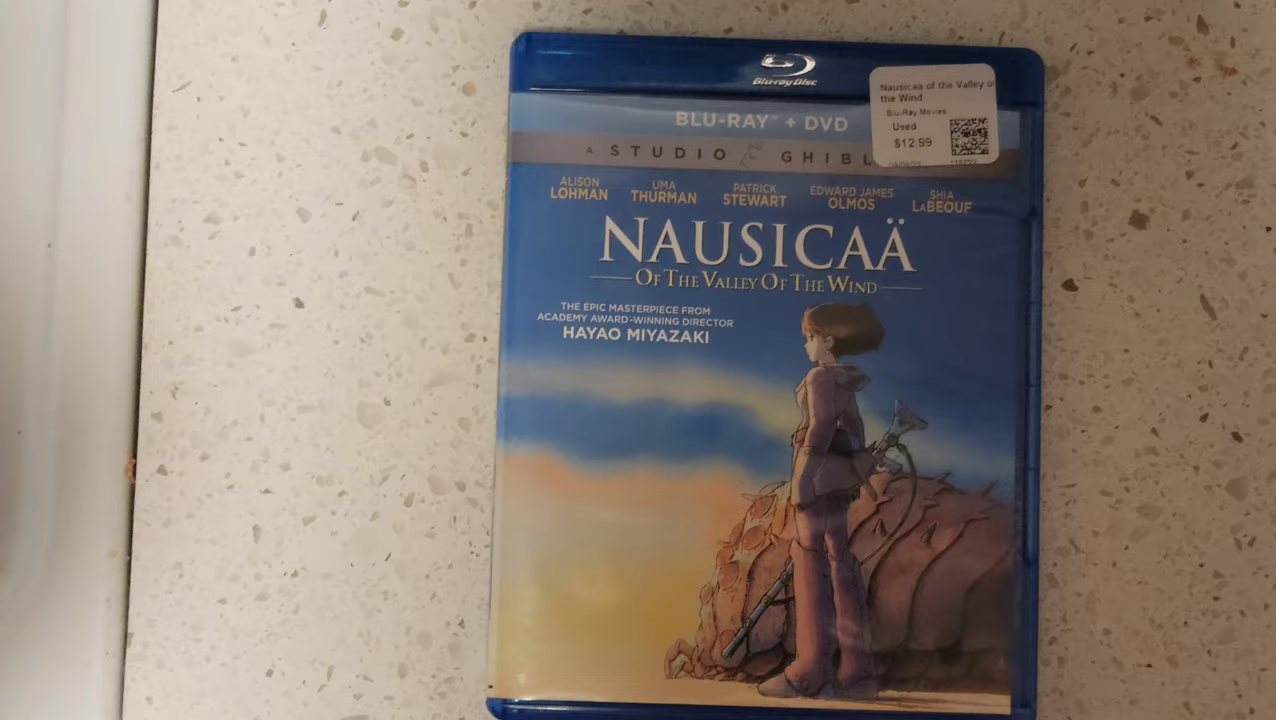 Blu-ray Disc
Nausicaa of the Valley of
the Wind
Blu-Ray Movies
Used
$12.99
BLU-RAY™ + DVD
A STUDIO GHIBL
ALISON LOHMAN
UMA THURMAN
PATRICK STEWART
EDWARD JAMES OLMOS
SHIA LABEOUF
NAUSICAÄ
OF THE VALLEY OF THE WIND
THE EPIC MASTERPIECE FROM
ACADEMY AWARD-WINNING DIRECTOR
HAYAO MIYAZAKI